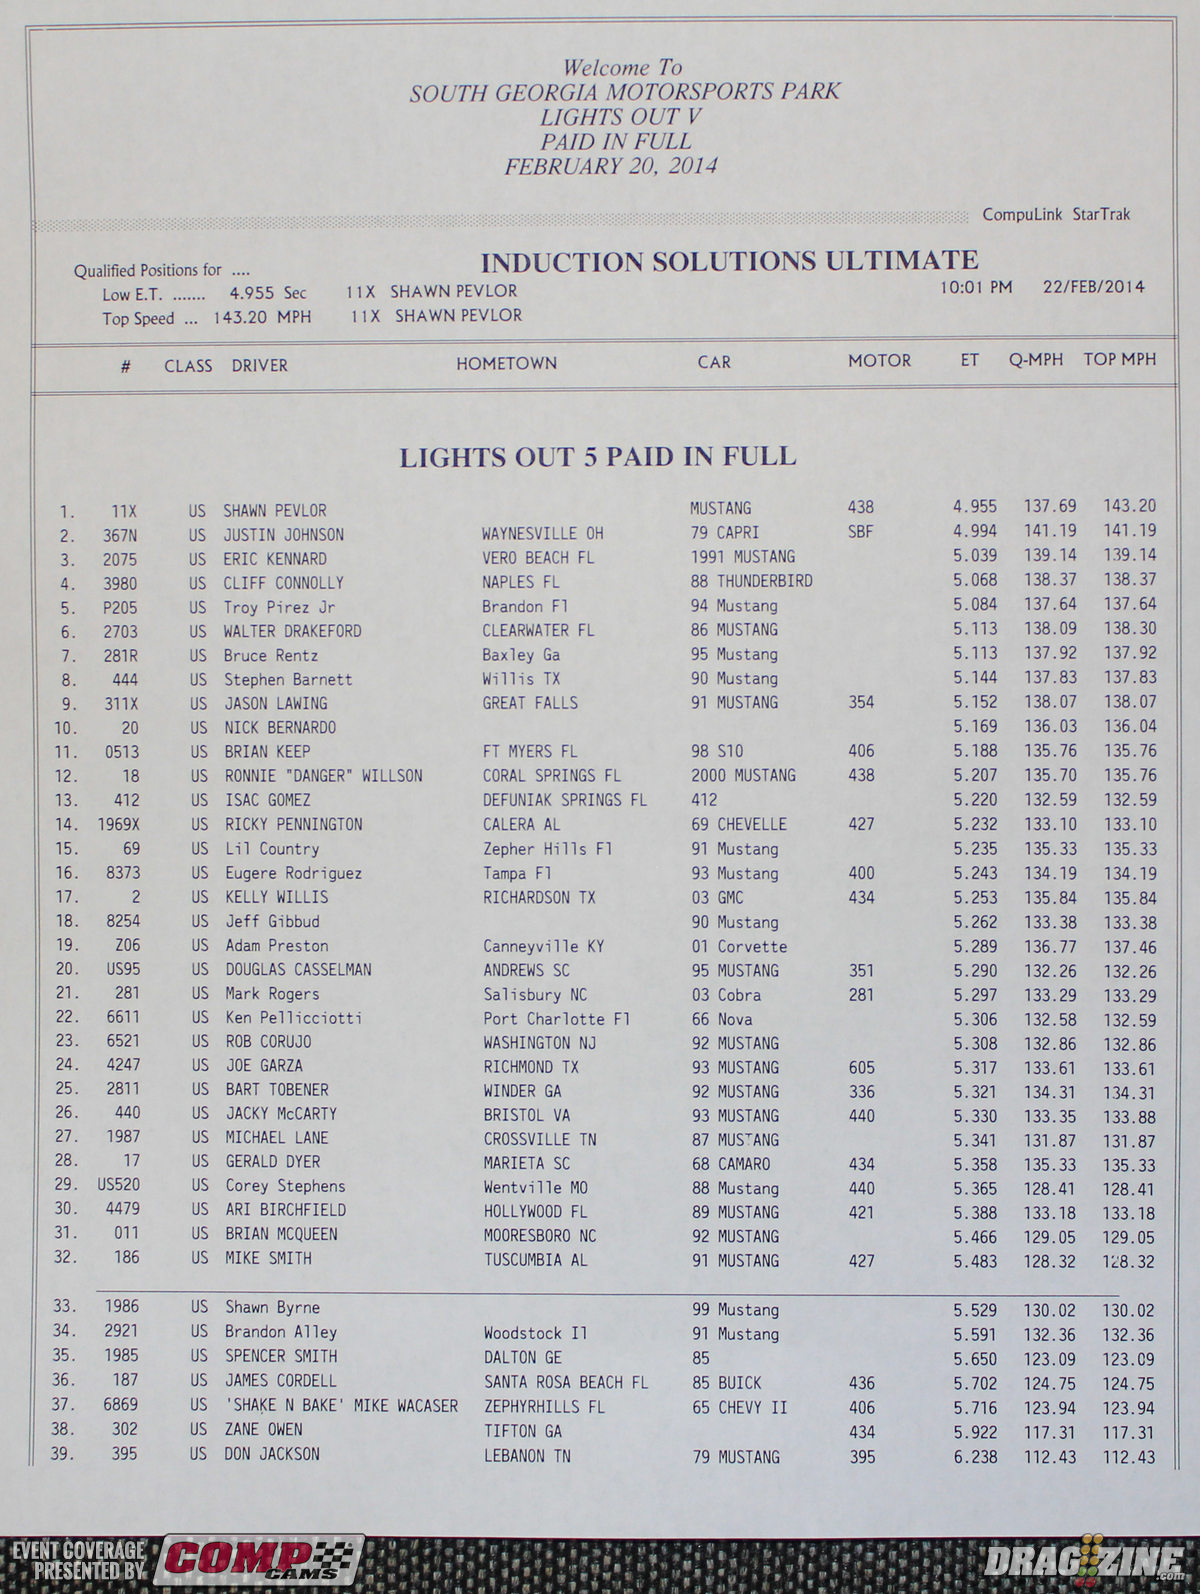 Welcome To
SOUTH GEORGIA MOTORSPORTS PARK
LIGHTS OUT V
PAID IN FULL
FEBRUARY 20, 2014
CompuLink StarTrak
INDUCTION SOLUTIONS ULTIMATE
Qualified Positions for ....
Low E.T. ....... 4.955 Sec 11X SHAWN PEVLOR 10:01 PM 22/FEB/2014
Top Speed ... 143.20 MPH 11X SHAWN PEVLOR
# CLASS DRIVER HOMETOWN CAR MOTOR ET Q-MPH TOP MPH
LIGHTS OUT 5 PAID IN FULL
1. 11X US SHAWN PEVLOR MUSTANG 438 4.955 137.69 143.20
2. 367N US JUSTIN JOHNSON WAYNESVILLE OH 79 CAPRI SBF 4.994 141.19 141.19
3. 2075 US ERIC KENNARD VERO BEACH FL 1991 MUSTANG 5.039 139.14 139.14
4. 3980 US CLIFF CONNOLLY NAPLES FL 88 THUNDERBIRD 5.068 138.37 138.37
5. P205 US Troy Pirez Jr Brandon Fl 94 Mustang 5.084 137.64 137.64
6. 2703 US WALTER DRAKEFORD CLEARWATER FL 86 MUSTANG 5.113 138.09 138.30
7. 281R US Bruce Rentz Baxley Ga 95 Mustang 5.113 137.92 137.92
8. 444 US Stephen Barnett Willis TX 90 Mustang 5.144 137.83 137.83
9. 311X US JASON LAWING GREAT FALLS 91 MUSTANG 354 5.152 138.07 138.07
10. 20 US NICK BERNARDO 5.169 136.03 136.04
11. 0513 US BRIAN KEEP FT MYERS FL 98 S10 406 5.188 135.76 135.76
12. 18 US RONNIE "DANGER" WILLSON CORAL SPRINGS FL 2000 MUSTANG 438 5.207 135.70 135.76
13. 412 US ISAC GOMEZ DEFUNIAK SPRINGS FL 412 5.220 132.59 132.59
14. 1969X US RICKY PENNINGTON CALERA AL 69 CHEVELLE 427 5.232 133.10 133.10
15. 69 US Lil Country Zepher Hills Fl 91 Mustang 5.235 135.33 135.33
16. 8373 US Eugere Rodriguez Tampa Fl 93 Mustang 400 5.243 134.19 134.19
17. 2 US KELLY WILLIS RICHARDSON TX 03 GMC 434 5.253 135.84 135.84
18. 8254 US Jeff Gibbud 90 Mustang 5.262 133.38 133.38
19. Z06 US Adam Preston Canneyville KY 01 Corvette 5.289 136.77 137.46
20. US95 US DOUGLAS CASSELMAN ANDREWS SC 95 MUSTANG 351 5.290 132.26 132.26
21. 281 US Mark Rogers Salisbury NC 03 Cobra 281 5.297 133.29 133.29
22. 6611 US Ken Pellicciotti Port Charlotte Fl 66 Nova 5.306 132.58 132.59
23. 6521 US ROB CORUJO WASHINGTON NJ 92 MUSTANG 5.308 132.86 132.86
24. 4247 US JOE GARZA RICHMOND TX 93 MUSTANG 605 5.317 133.61 133.61
25. 2811 US BART TOBENER WINDER GA 92 MUSTANG 336 5.321 134.31 134.31
26. 440 US JACKY McCARTY BRISTOL VA 93 MUSTANG 440 5.330 133.35 133.88
27. 1987 US MICHAEL LANE CROSSVILLE TN 87 MUSTANG 5.341 131.87 131.87
28. 17 US GERALD DYER MARIETA SC 68 CAMARO 434 5.358 135.33 135.33
29. US520 US Corey Stephens Wentville MO 88 Mustang 440 5.365 128.41 128.41
30. 4479 US ARI BIRCHFIELD HOLLYWOOD FL 89 MUSTANG 421 5.388 133.18 133.18
31. 011 US BRIAN MCQUEEN MOORESBORO NC 92 MUSTANG 5.466 129.05 129.05
32. 186 US MIKE SMITH TUSCUMBIA AL 91 MUSTANG 427 5.483 128.32 128.32
33. 1986 US Shawn Byrne 99 Mustang 5.529 130.02 130.02
34. 2921 US Brandon Alley Woodstock Il 91 Mustang 5.591 132.36 132.36
35. 1985 US SPENCER SMITH DALTON GE 85 5.650 123.09 123.09
36. 187 US JAMES CORDELL SANTA ROSA BEACH FL 85 BUICK 436 5.702 124.75 124.75
37. 6869 US 'SHAKE N BAKE' MIKE WACASER ZEPHYRHILLS FL 65 CHEVY II 406 5.716 123.94 123.94
38. 302 US ZANE OWEN TIFTON GA 434 5.922 117.31 117.31
39. 395 US DON JACKSON LEBANON TN 79 MUSTANG 395 6.238 112.43 112.43
EVENT COVERAGE
PRESENTED BY
COMP
CAMS
DRAGZINE
.com